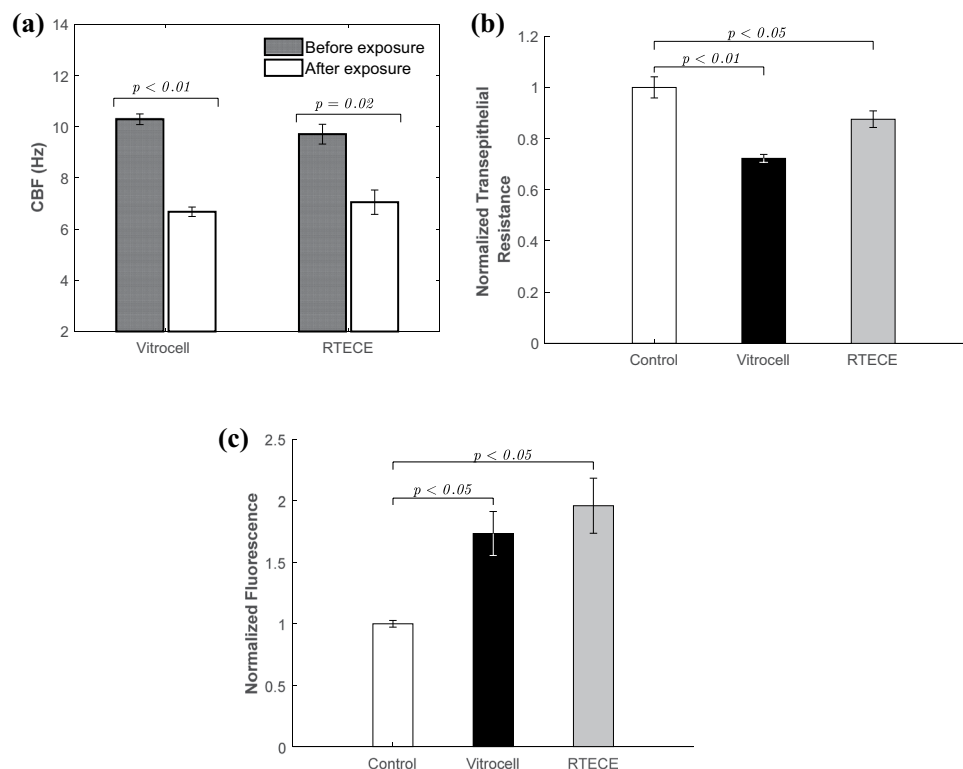 (a)
14
12
10
8
6
4
2
CBF (Hz)
Before exposure
After exposure
p < 0.01
p = 0.02
Vitrocell
RTECE
(b)
1.2
1
0.8
0.6
0.4
0.2
0
Normalized Transepithelial
Resistance
p < 0.05
p < 0.01
Control
Vitrocell
RTECE
(c)
2.5
2
1.5
1
0.5
0
Normalized Fluorescence
p < 0.05
p < 0.05
Control
Vitrocell
RTECE